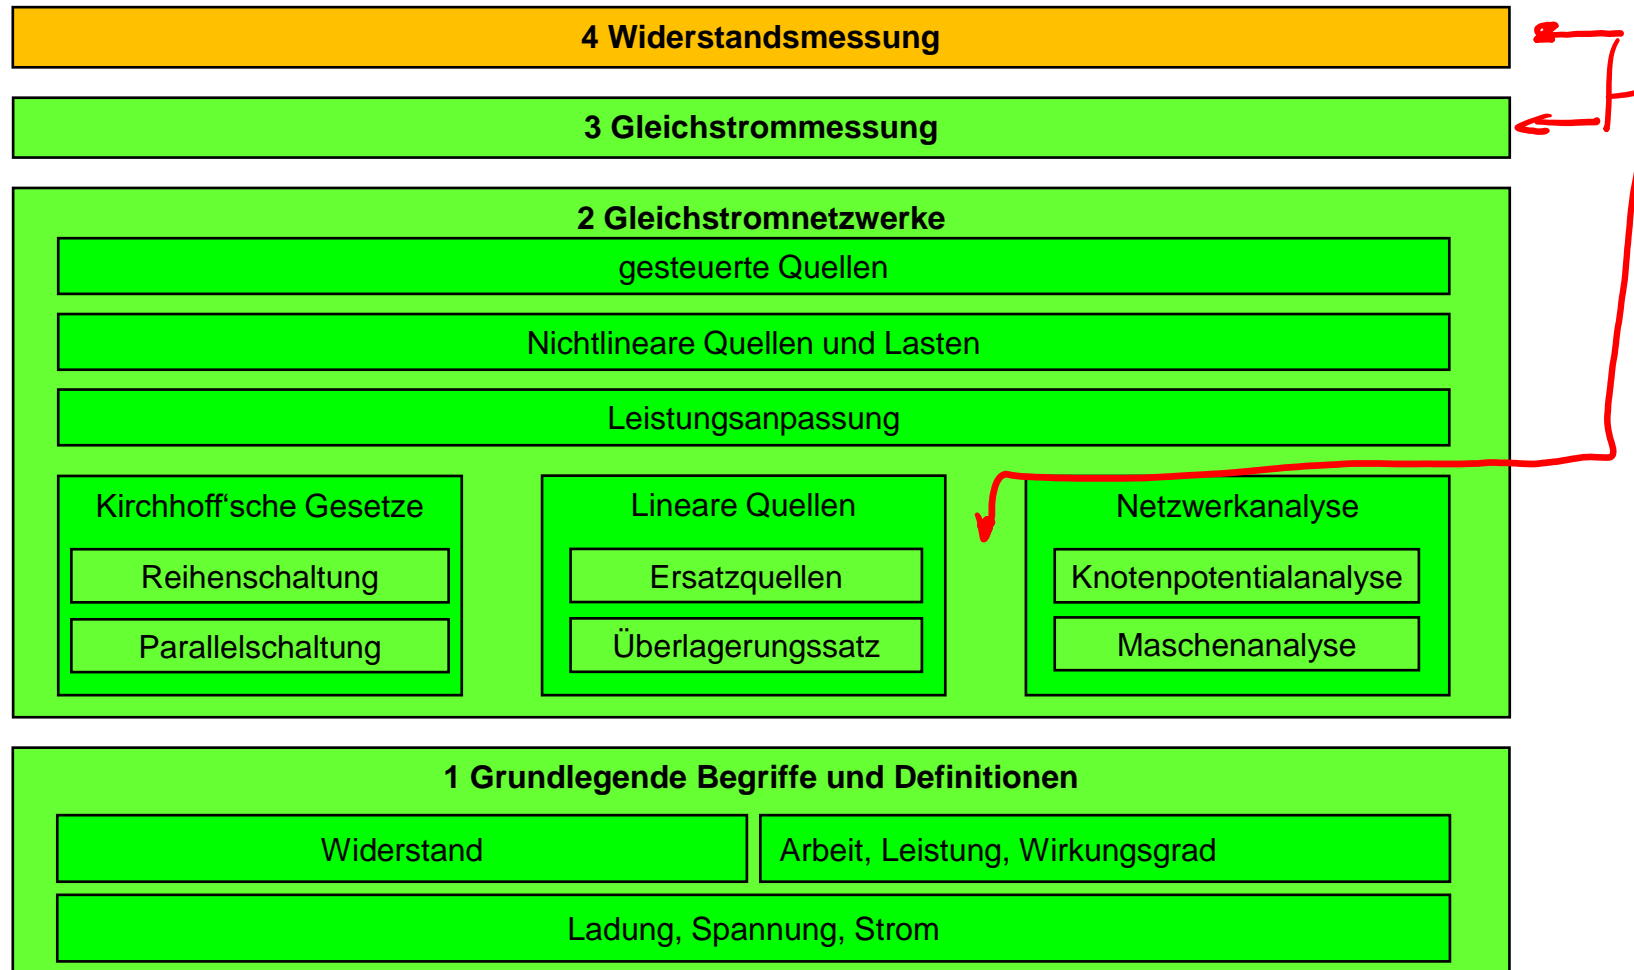 4 Widerstandsmessung
3 Gleichstrommessung
2 Gleichstromnetzwerke
gesteuerte Quellen
Nichtlineare Quellen und Lasten
Leistungsanpassung
Kirchhoff‘sche Gesetze
Reihenschaltung
Parallelschaltung
Lineare Quellen
Ersatzquellen
Überlagerungssatz
Netzwerkanalyse
Knotenpotentialanalyse
Maschenanalyse
1 Grundlegende Begriffe und Definitionen
Widerstand
Arbeit, Leistung, Wirkungsgrad
Ladung, Spannung, Strom